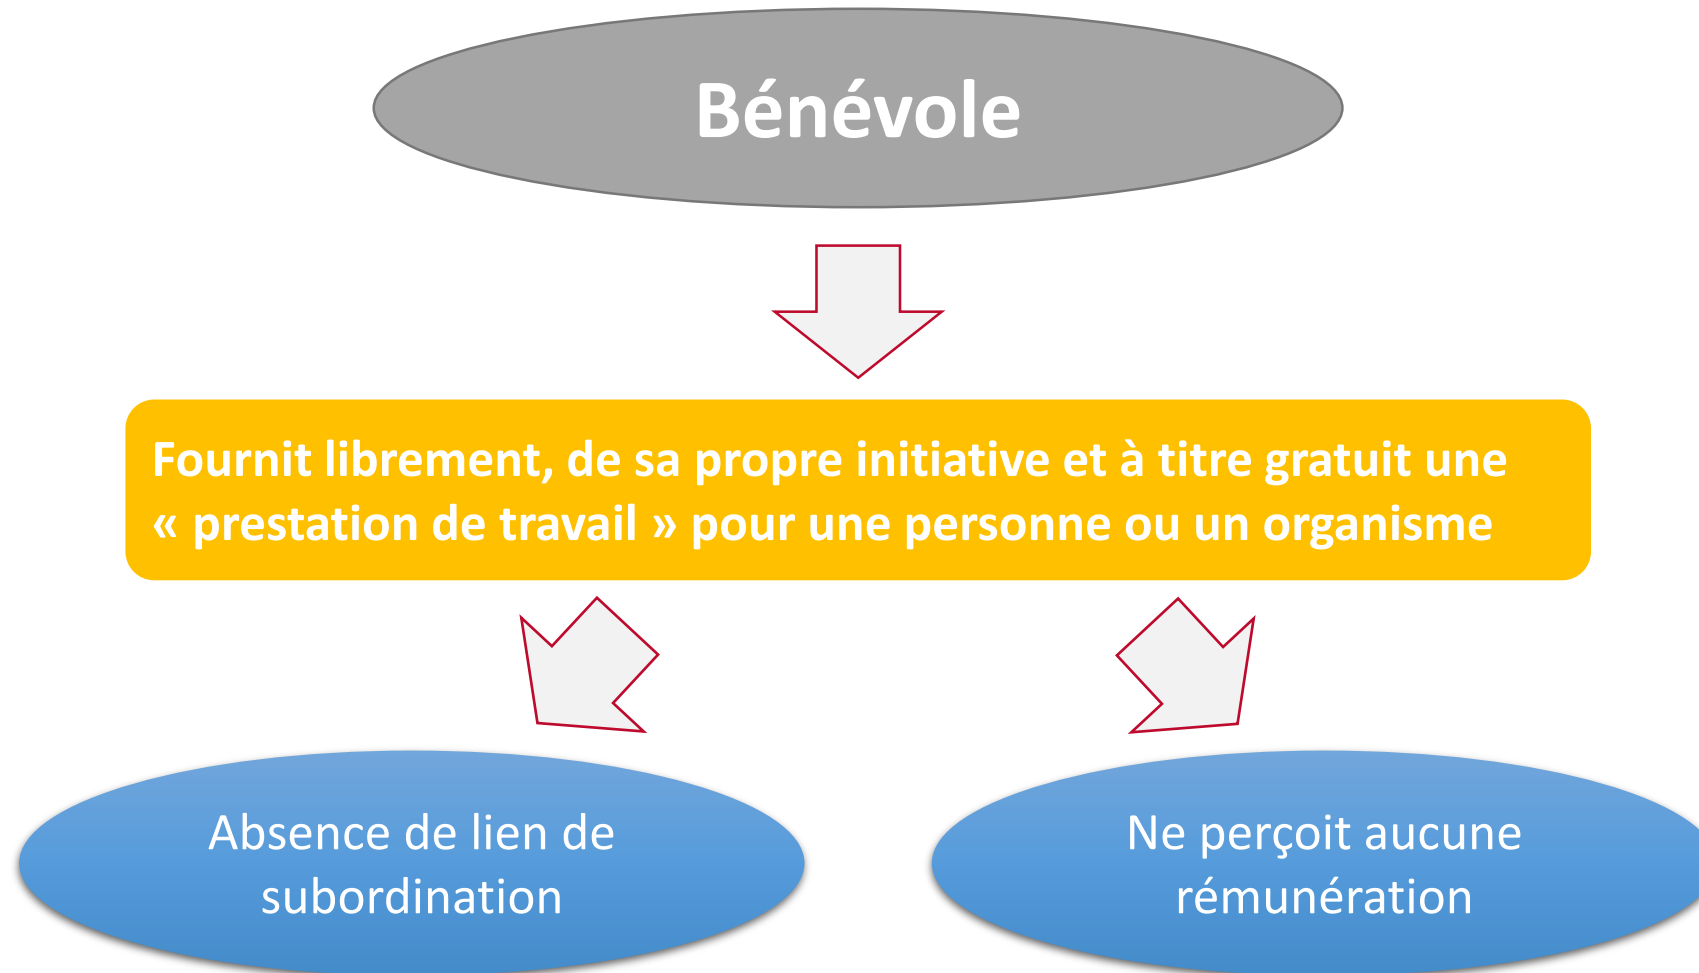 Bénévole
Fournit librement, de sa propre initiative et à titre gratuit une
« prestation de travail » pour une personne ou un organisme
Absence de lien de
subordination
Ne perçoit aucune
rémunération